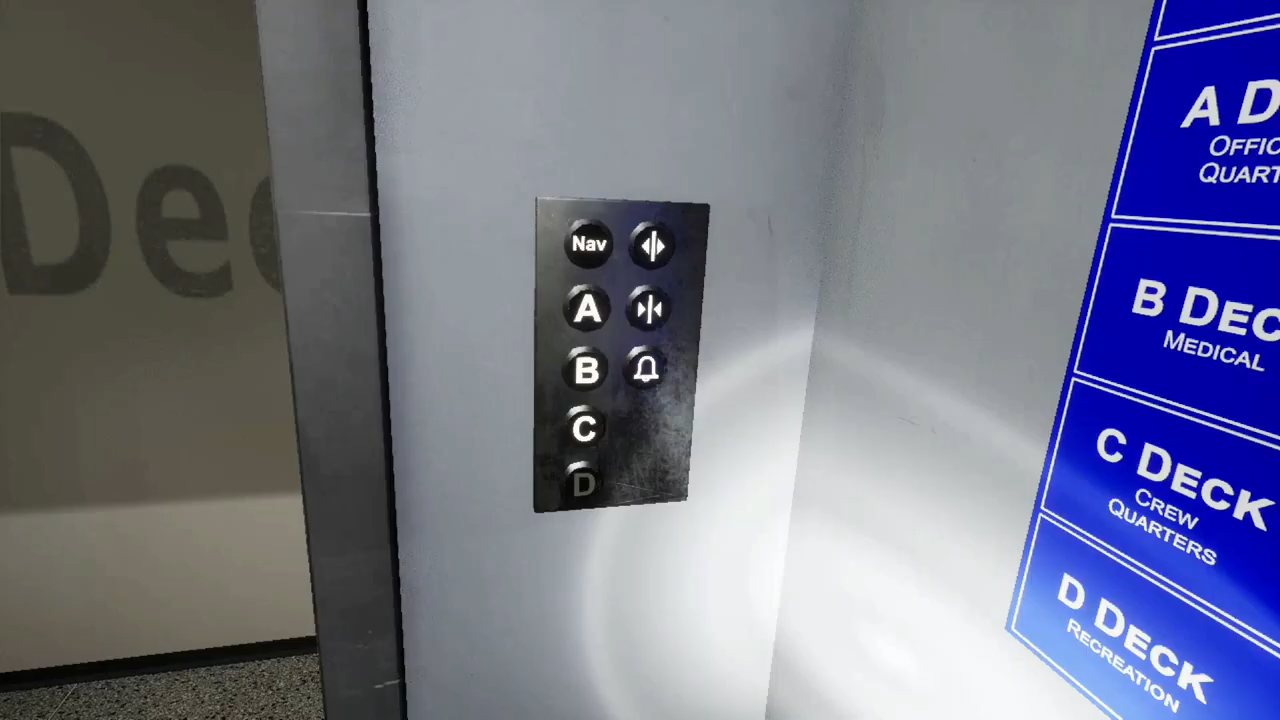 Dec
Nav
A
B
C
D
A D
OFFIC
QUART
B DEC
MEDICAL
C DECK
CREW
QUARTERS
D DECK
RECREATION